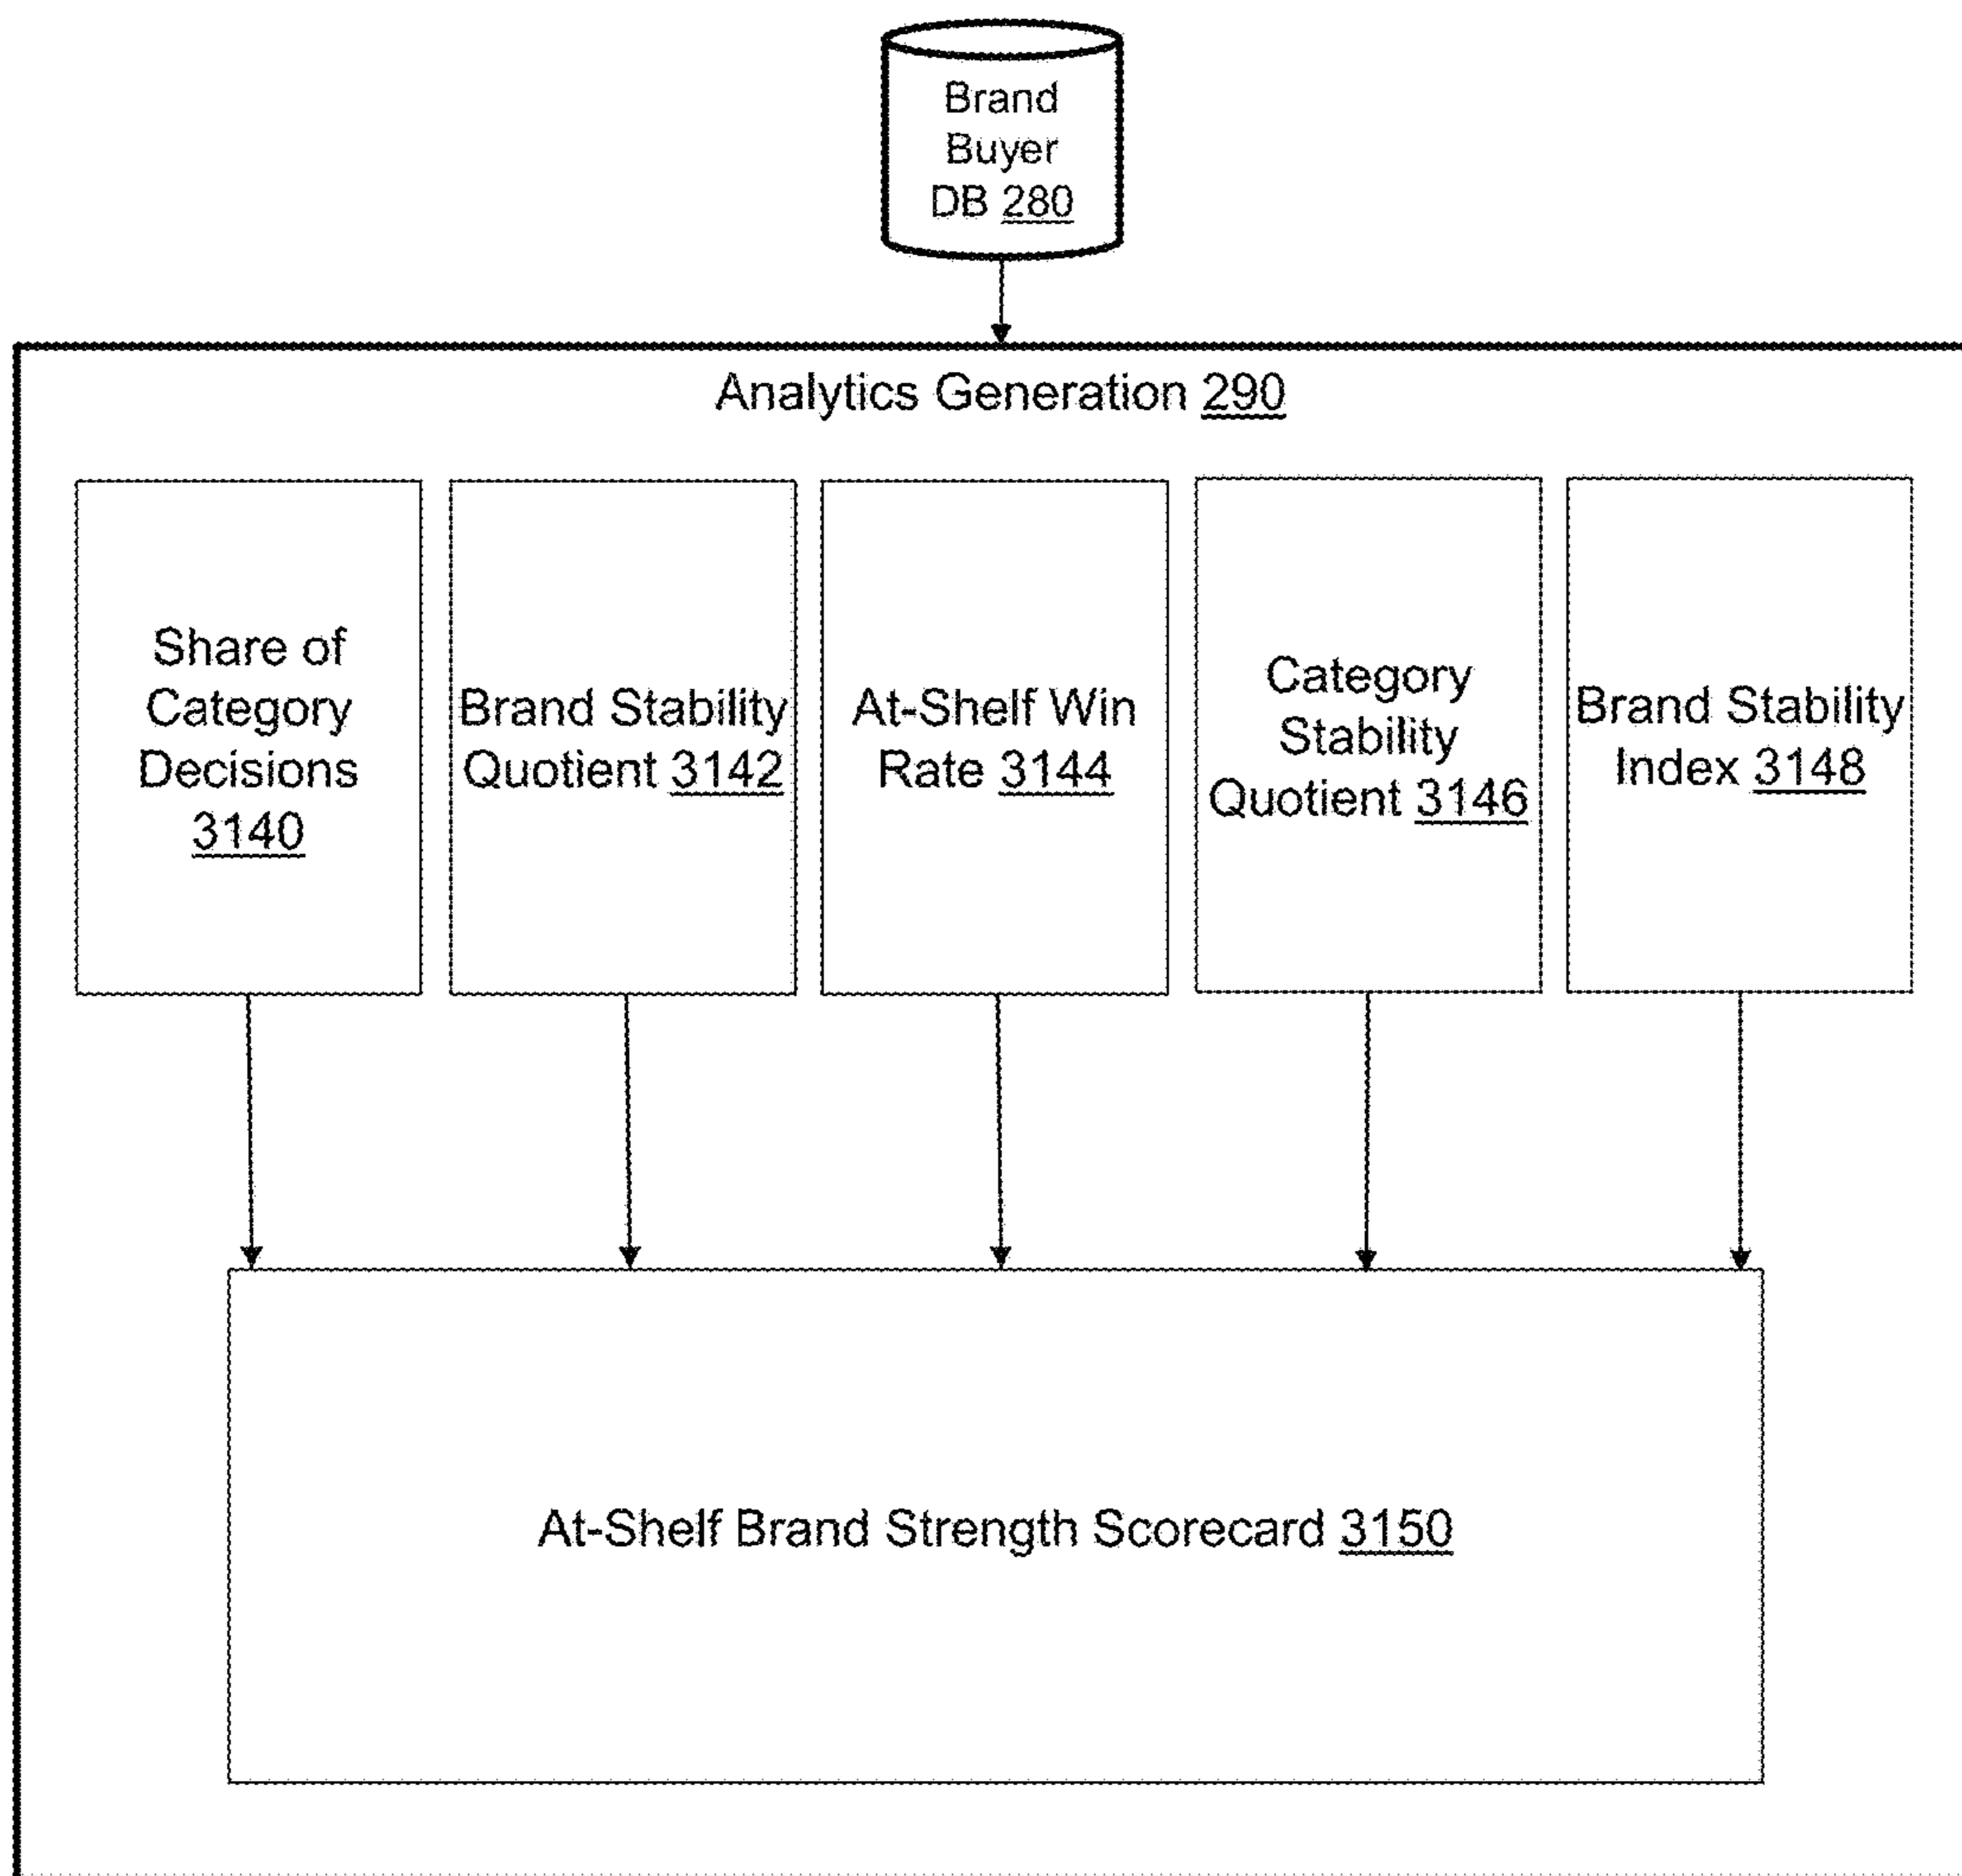 Brand
Buyer
DB 280
Analytics Generation 290
Share of
Category
Decisions
3140
Brand Stability
Quotient 3142
At-Shelf Win
Rate 3144
Category
Stability
Quotient 3146
Brand Stability
Index 3148
At-Shelf Brand Strength Scorecard 3150